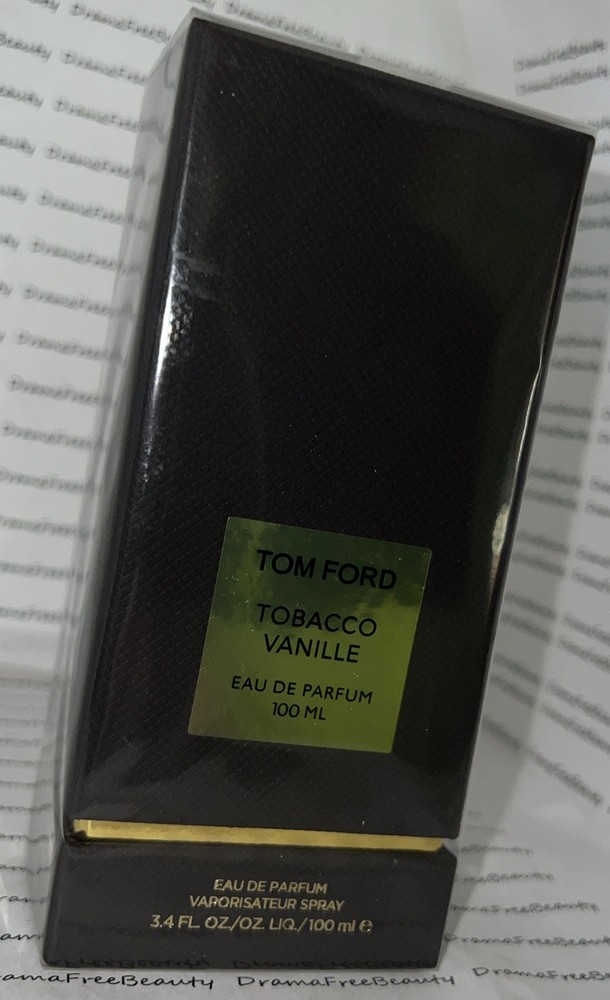 TOM FORD
TOBACCO
VANILLE
EAU DE PARFUM
100 ML
EAU DE PARFUM
VAPORISATEUR SPRAY
3.4 FL. OZ./OZ. LIQ./100 ml ℮
DramaFreeBeauty DramaFreeBeauty DramaFreeBeauty